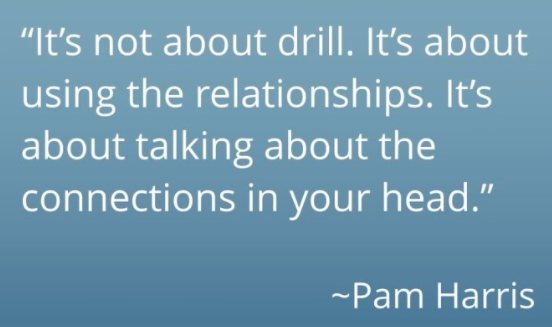 “It’s not about drill. It’s about
using the relationships. It’s
about talking about the
connections in your head.”
~Pam Harris